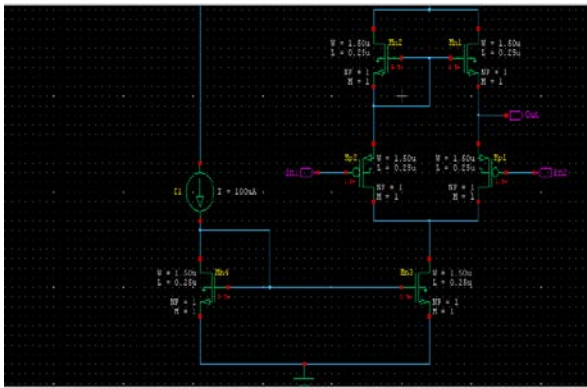 Mn2
Mn1
W = 1.50u
L = 0.25u
W = 1.50u
L = 0.25u
NF = 1
M = 1
NF = 1
M = 1
Out
Mp2
W = 1.50u
L = 0.25u
W = 1.50u
L = 0.25u
Mp1
In1
In2
NF = 1
M = 1
NF = 1
M = 1
I1
I = 100uA
W = 1.50u
L = 0.25u
Mn4
Mn3
W = 1.50u
L = 0.25u
NF = 1
M = 1
NF = 1
M = 1